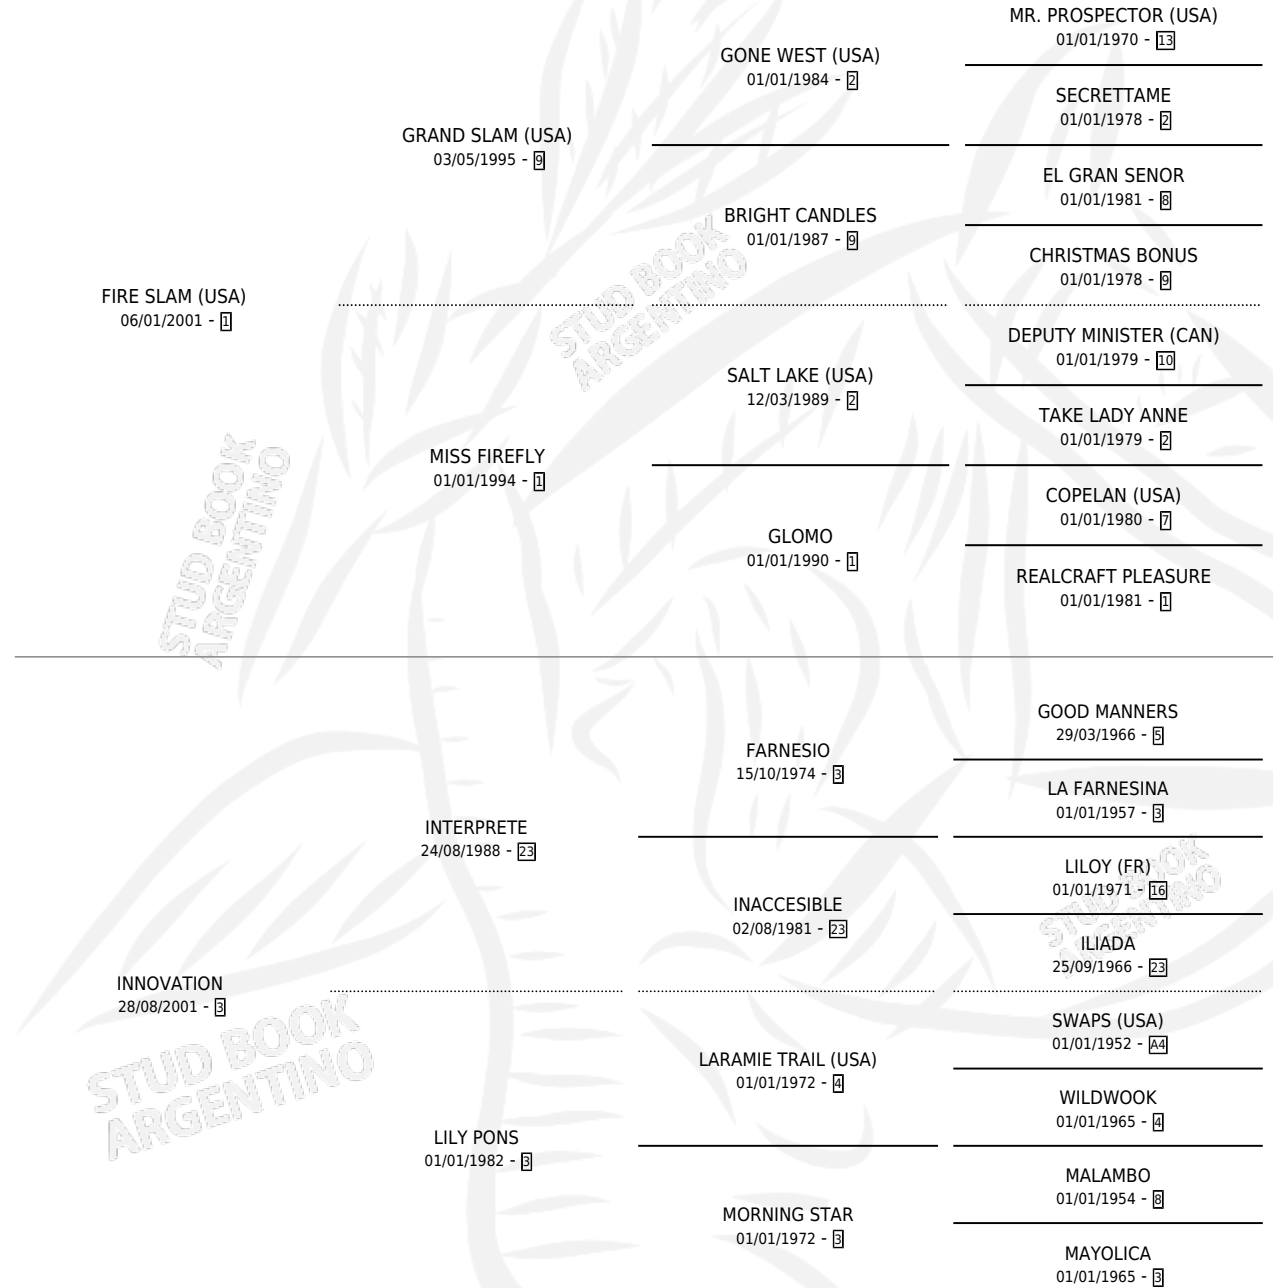 MR. PROSPECTOR (USA)
01/01/1970 - 13
GONE WEST (USA)
01/01/1984 - 2
SECRETTAME
01/01/1978 - 2
GRAND SLAM (USA)
03/05/1995 - 9
EL GRAN SENOR
01/01/1981 - 8
BRIGHT CANDLES
01/01/1987 - 9
CHRISTMAS BONUS
01/01/1978 - 9
FIRE SLAM (USA)
06/01/2001 - 1
DEPUTY MINISTER (CAN)
01/01/1979 - 10
SALT LAKE (USA)
12/03/1989 - 2
TAKE LADY ANNE
01/01/1979 - 2
MISS FIREFLY
01/01/1994 - 1
COPELAN (USA)
01/01/1980 - 7
GLOMO
01/01/1990 - 1
REALCRAFT PLEASURE
01/01/1981 - 1
STUD BOOK
ARGENTINO
STUD BOOK
ARGENTINO
GOOD MANNERS
29/03/1966 - 5
FARNESIO
15/10/1974 - 3
LA FARNESINA
01/01/1957 - 3
INTERPRETE
24/08/1988 - 23
LILOY (FR)
01/01/1971 - 16
INACCESIBLE
02/08/1981 - 23
ILIADA
25/09/1966 - 23
INNOVATION
28/08/2001 - 3
SWAPS (USA)
01/01/1952 - A4
LARAMIE TRAIL (USA)
01/01/1972 - 4
WILDWOOK
01/01/1965 - 4
LILY PONS
01/01/1982 - 3
MALAMBO
01/01/1954 - 8
MORNING STAR
01/01/1972 - 3
MAYOLICA
01/01/1965 - 3
STUD BOOK
ARGENTINO
STUD BOOK
ARGENTINO